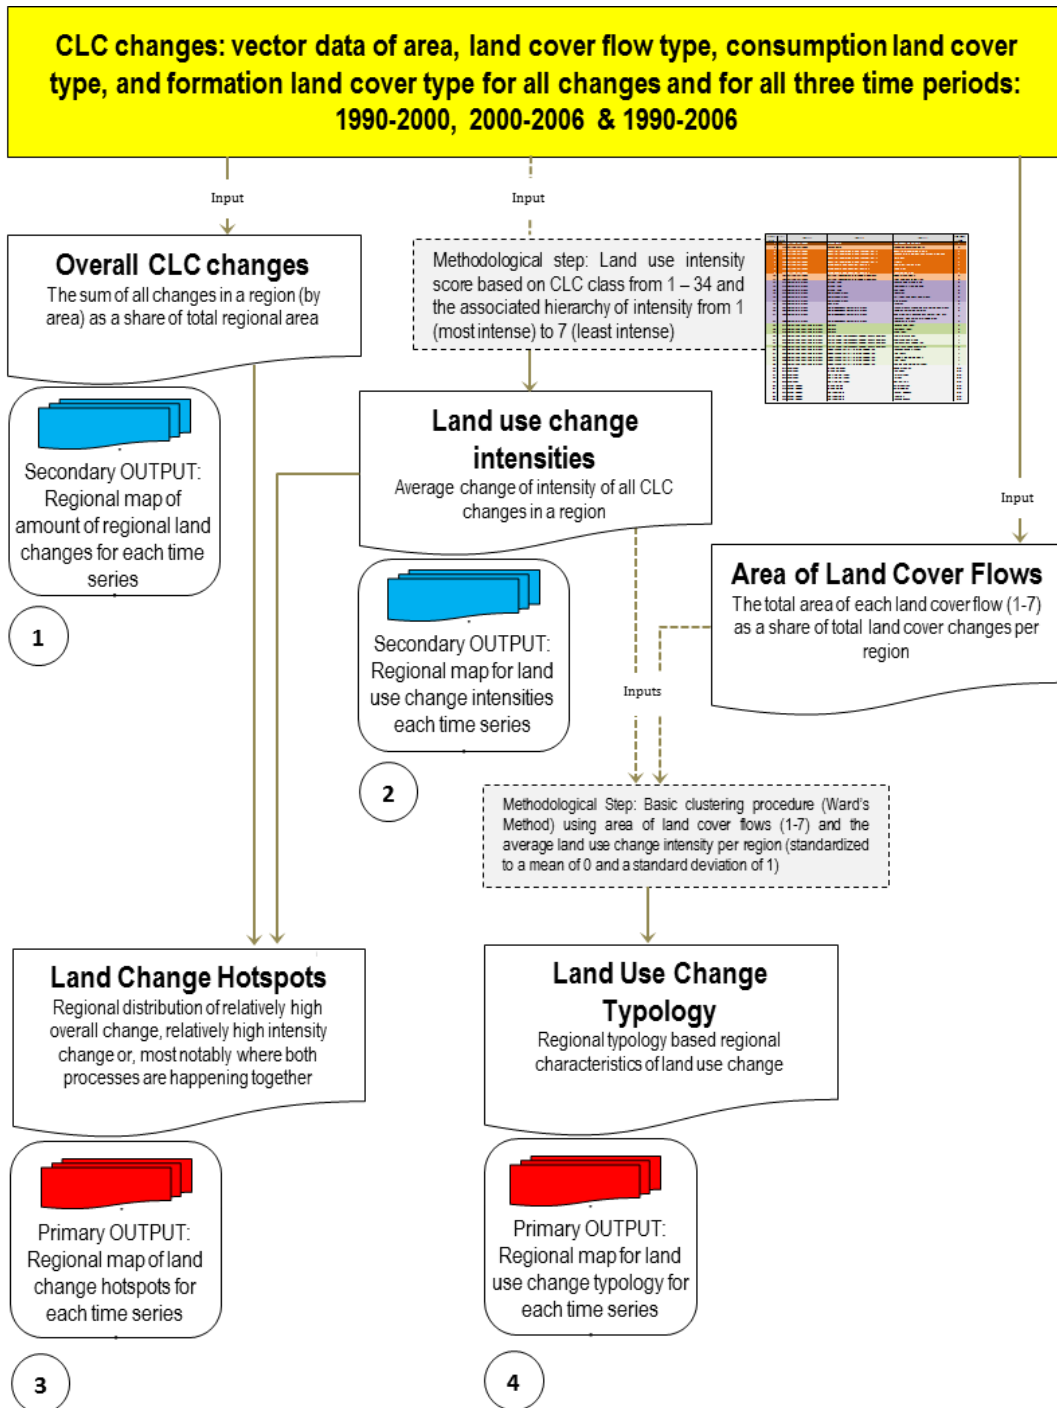 CLC changes: vector data of area, land cover flow type, consumption land cover
type, and formation land cover type for all changes and for all three time periods:
1990-2000, 2000-2006 & 1990-2006
Input
Input
Overall CLC changes
The sum of all changes in a region (by
area) as a share of total regional area
Methodological step: Land use intensity
score based on CLC class from 1 – 34 and
the associated hierarchy of intensity from 1
(most intense) to 7 (least intense)
Secondary OUTPUT:
Regional map of
amount of regional land
changes for each time
series
1
Land use change
intensities
Average change of intensity of all CLC
changes in a region
Input
Area of Land Cover Flows
The total area of each land cover flow (1-7)
as a share of total land cover changes per
region
Secondary OUTPUT:
Regional map for land
use change intensities
each time series
2
Inputs
Methodological Step: Basic clustering procedure (Ward's
Method) using area of land cover flows (1-7) and the
average land use change intensity per region (standardized
to a mean of 0 and a standard deviation of 1)
Land Change Hotspots
Regional distribution of relatively high
overall change, relatively high intensity
change or, most notably where both
processes are happening together
Land Use Change
Typology
Regional typology based regional
characteristics of land use change
Primary OUTPUT:
Regional map of land
change hotspots for
each time series
3
Primary OUTPUT:
Regional map for land
use change typology for
each time series
4